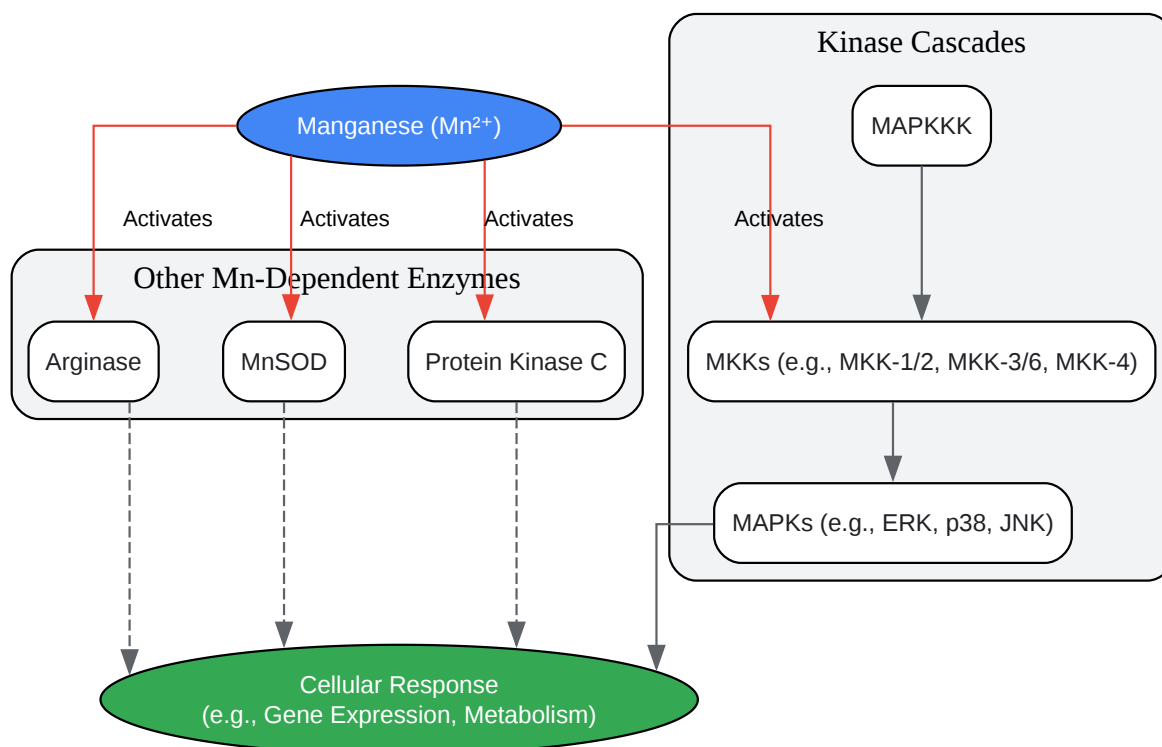 Kinase Cascades
Manganese (Mn²⁺)
MAPKKK
Activates
Activates
Activates
Activates
Other Mn-Dependent Enzymes
Arginase
MnSOD
Protein Kinase C
MKKs (e.g., MKK-1/2, MKK-3/6, MKK-4)
MAPKs (e.g., ERK, p38, JNK)
Cellular Response
(e.g., Gene Expression, Metabolism)